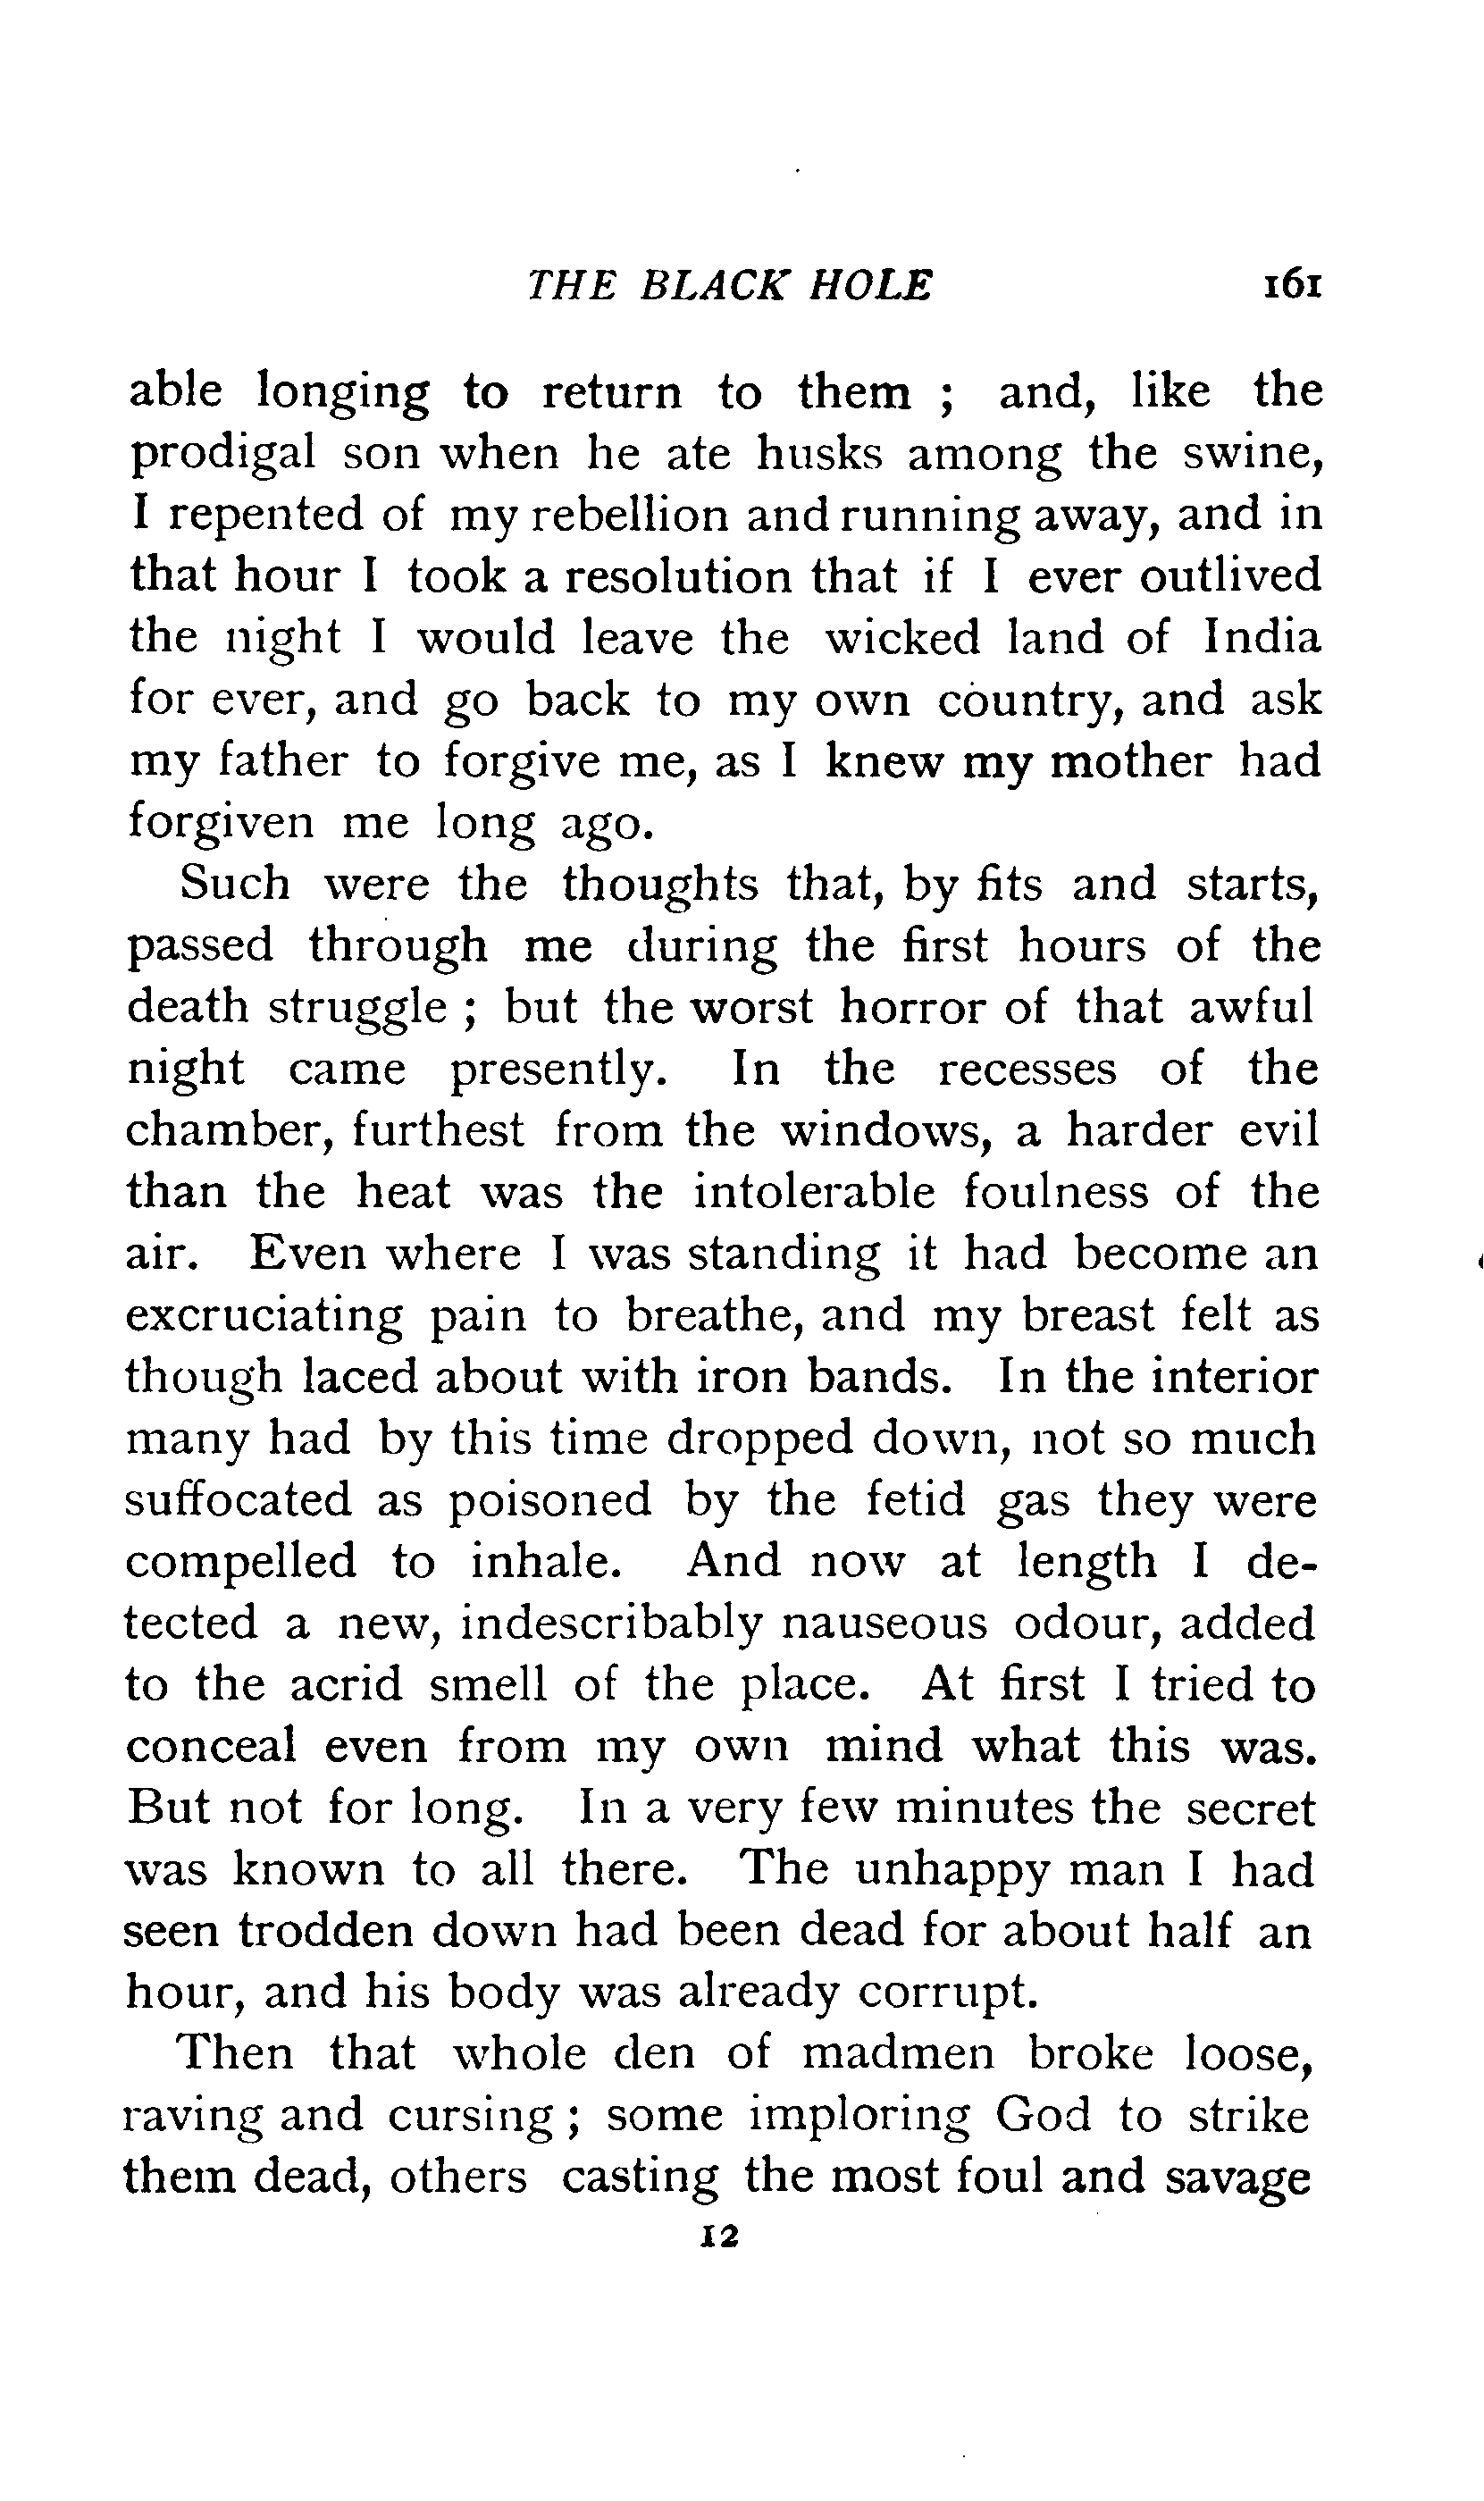 THE BLACK HOLE 161
able longing to return to them ; and, like the
prodigal son when he ate husks among the swine,
I repented of my rebellion and running away, and in
that hour I took a resolution that if I ever outlived
the night I would leave the wicked land of India
for ever, and go back to my own country, and ask
my father to forgive me, as I knew my mother had
forgiven me long ago.
Such were the thoughts that, by fits and starts,
passed through me during the first hours of the
death struggle ; but the worst horror of that awful
night came presently. In the recesses of the
chamber, furthest from the windows, a harder evil
than the heat was the intolerable foulness of the
air. Even where I was standing it had become an
excruciating pain to breathe, and my breast felt as
though laced about with iron bands. In the interior
many had by this time dropped down, not so much
suffocated as poisoned by the fetid gas they were
compelled to inhale. And now at length I de-
tected a new, indescribably nauseous odour, added
to the acrid smell of the place. At first I tried to
conceal even from my own mind what this was.
But not for long. In a very few minutes the secret
was known to all there. The unhappy man I had
seen trodden down had been dead for about half an
hour, and his body was already corrupt.
Then that whole den of madmen broke loose,
raving and cursing ; some imploring God to strike
them dead, others casting the most foul and savage
12